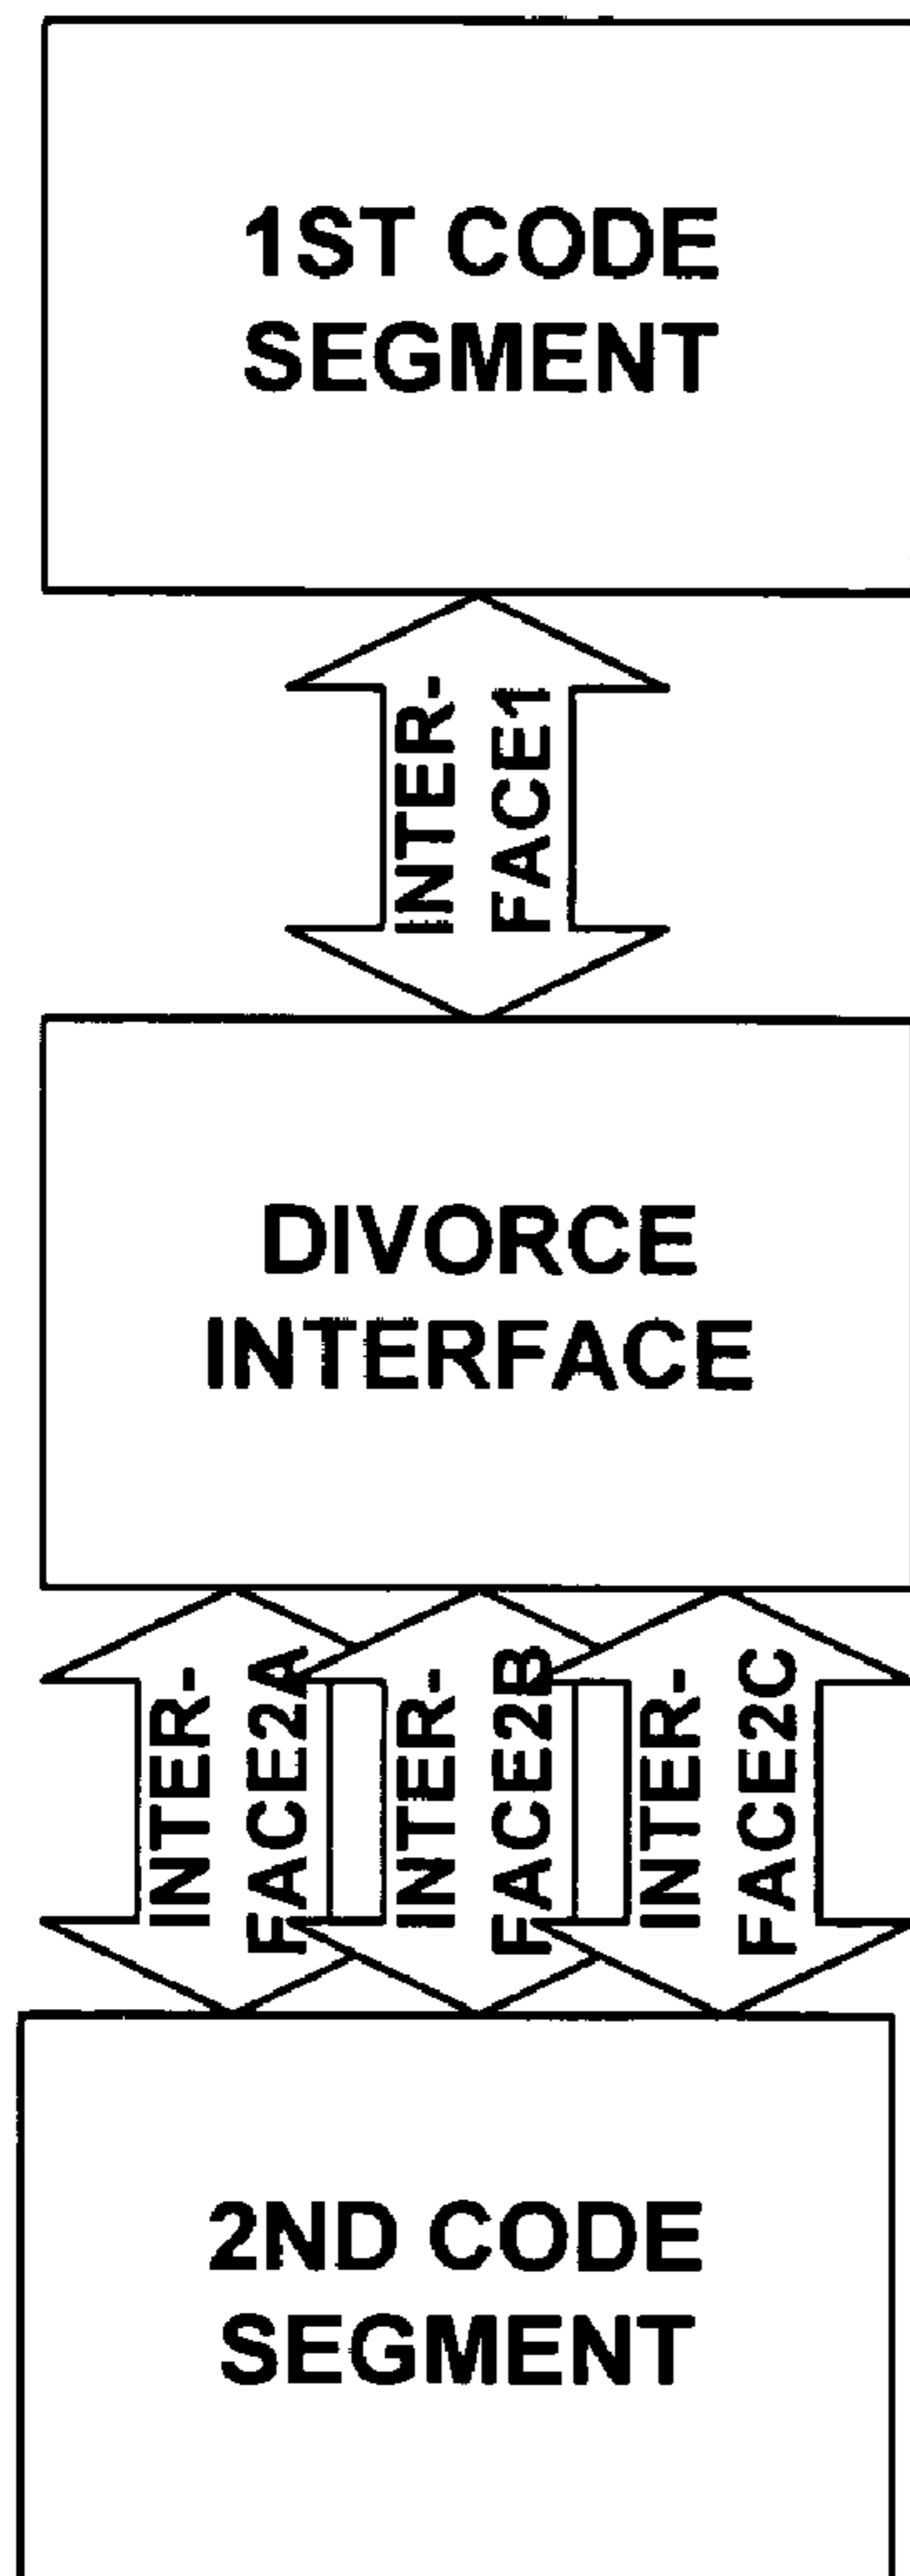 1ST CODE
SEGMENT
INTER-
FACE1
DIVORCE
INTERFACE
INTER-
FACE2A
INTER-
FACE2B
INTER-
FACE2C
2ND CODE
SEGMENT